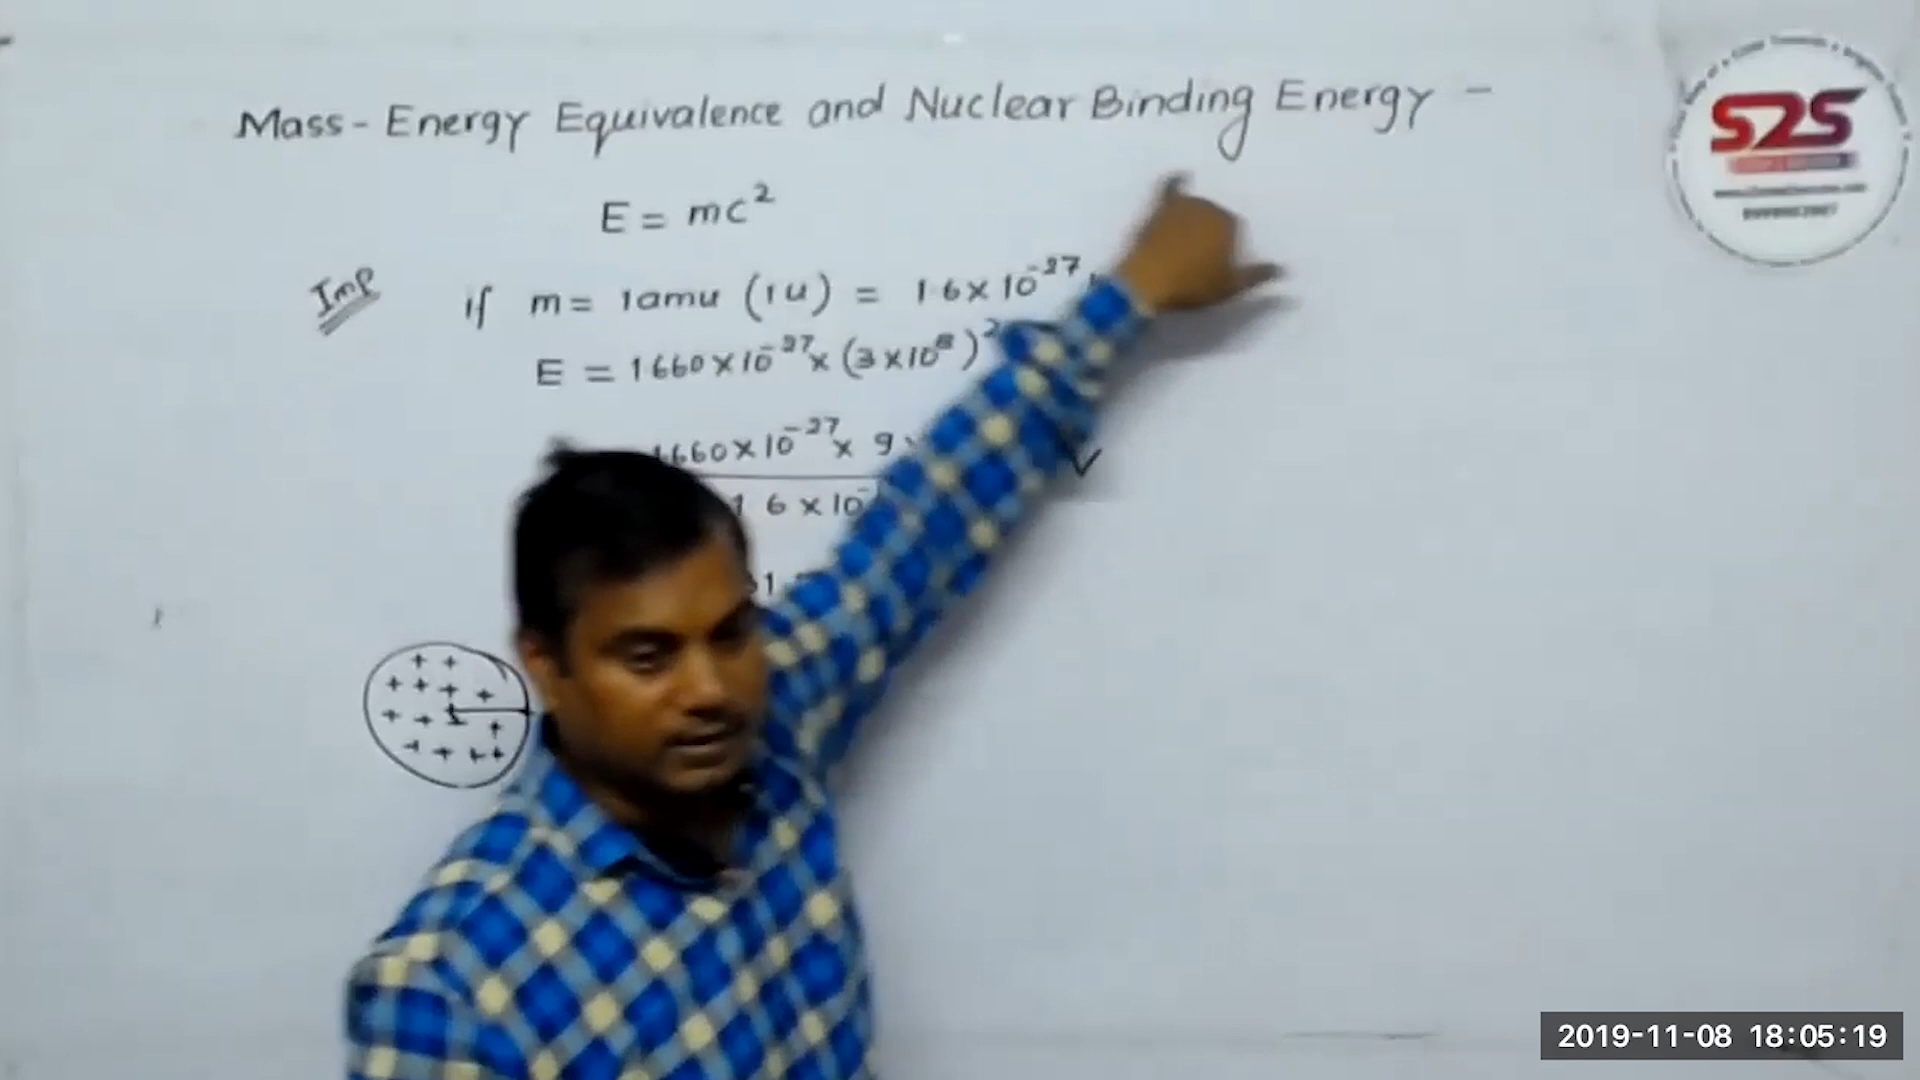 Mass - Energy Equivalence and Nuclear Binding Energy -
E = mc²
Imp
if m = 1amu (1u) = 1.6 × 10⁻²⁷
E = 1660 × 10⁻²⁷ × (3 × 10⁸)²
1660 × 10⁻²⁷ × 9
1 6 × 10⁻
S2S
2019-11-08 18:05:19